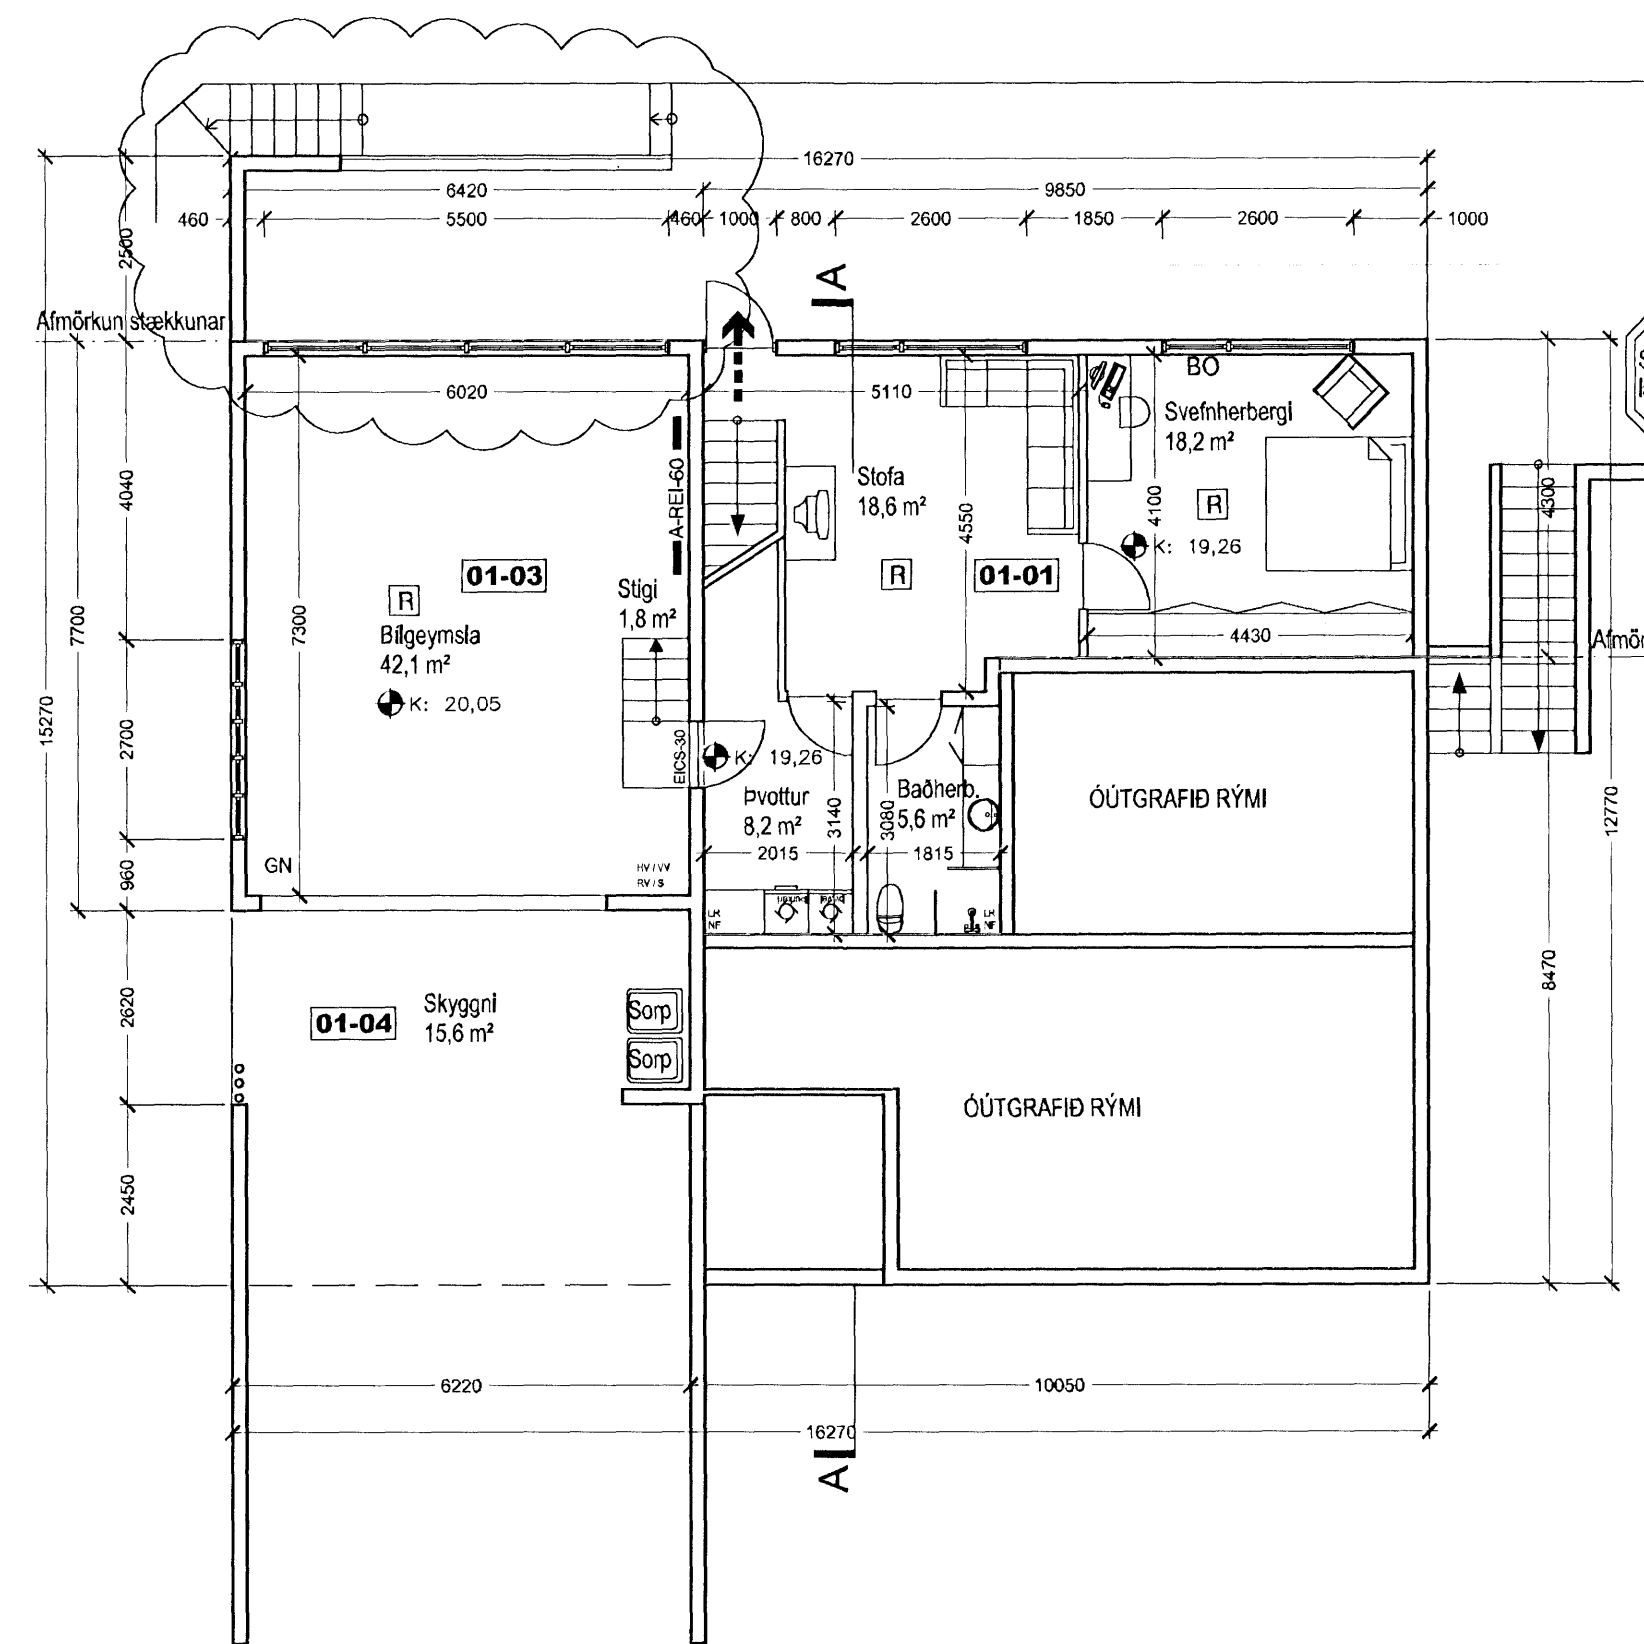 16270
6420
9850
460
5500
460
1000
800
2600
1850
2600
1000
2500
Afmörkun stækkunar
A
6020
5110
BO
Svefnherbergi
18,2 m²
R
K: 19,26
4100
4300
4040
A-REI-60
Stofa
18,6 m²
4550
R
01-01
01-03
R
Bílgeymsla
42,1 m²
K: 20,05
Stigi
1,8 m²
7700
7300
4430
15270
2700
EICS-30
K: 19,26
Þvottur
8,2 m²
3140
3080
Baðherb.
5,6 m²
ÓÚTGRAFIÐ RÝMI
12770
2015
1815
960
GN
HV / VV
RV / S
LR
NF
LR
NF
8470
2620
01-04
Skyggni
15,6 m²
Sorp
Sorp
ÓÚTGRAFIÐ RÝMI
2450
6220
10050
16270
A